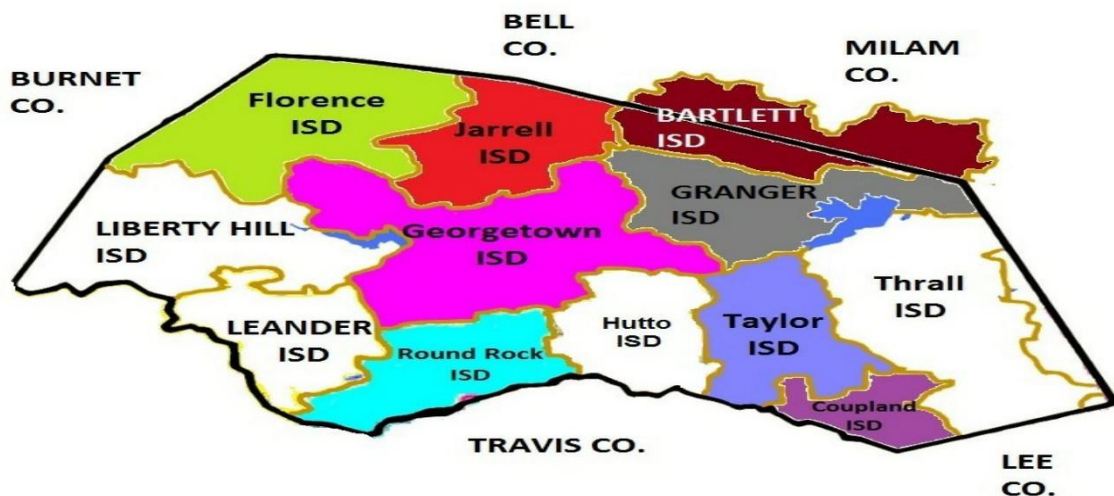 BELL
CO.
MILAM
CO.
BURNET
CO.
Florence
ISD
Jarrell
ISD
BARTLETT
ISD
GRANGER
ISD
LIBERTY HILL
ISD
Georgetown
ISD
Thrall
ISD
LEANDER
ISD
Round Rock
ISD
Hutto
ISD
Taylor
ISD
Coupland
ISD
TRAVIS CO.
LEE
CO.